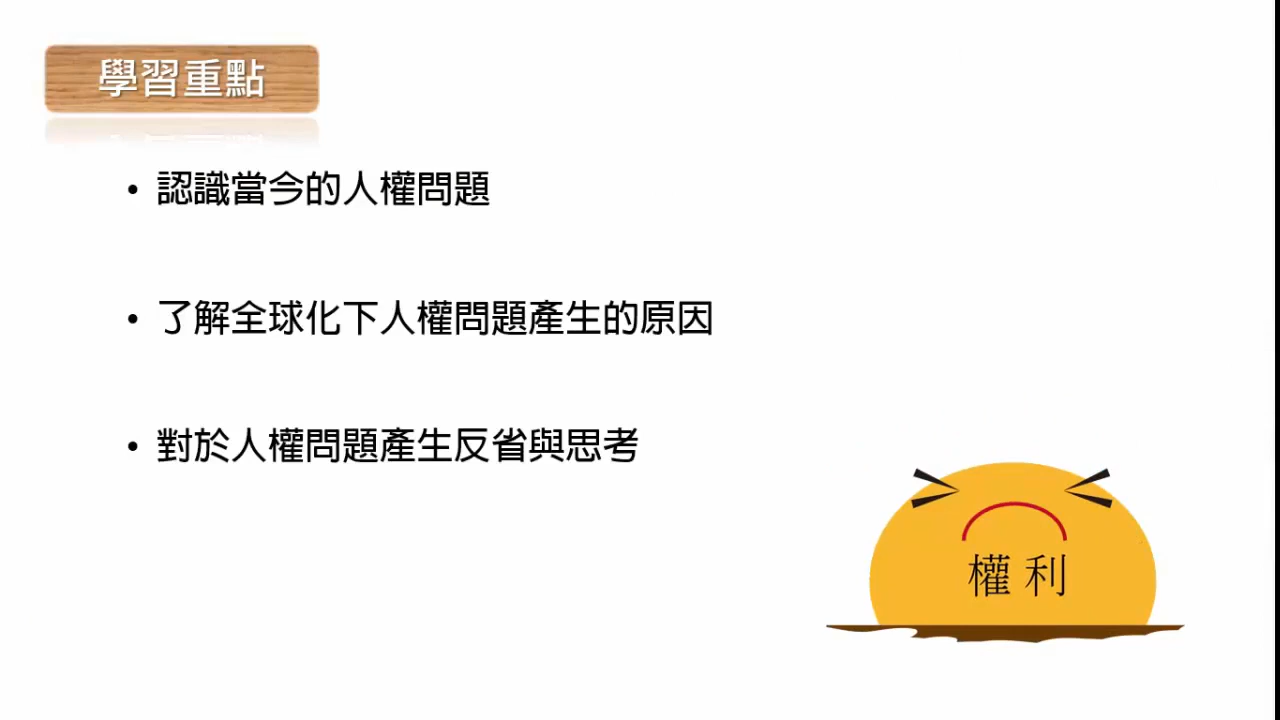 學習重點
• 認識當今的人權問題
• 了解全球化下人權問題產生的原因
• 對於人權問題產生反省與思考
權利